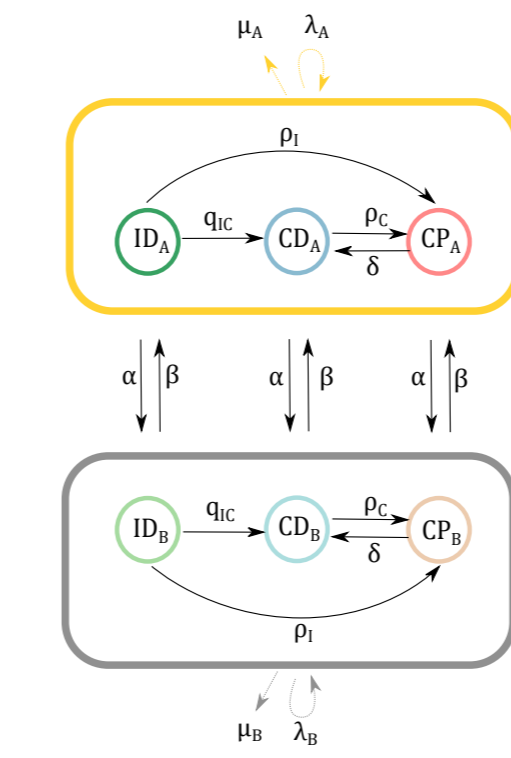 μA λA
ρI
IDA qIC CDA ρC CPA
δ
α β α β α β
IDB qIC CDB ρC CPB
δ
ρI
μB λB